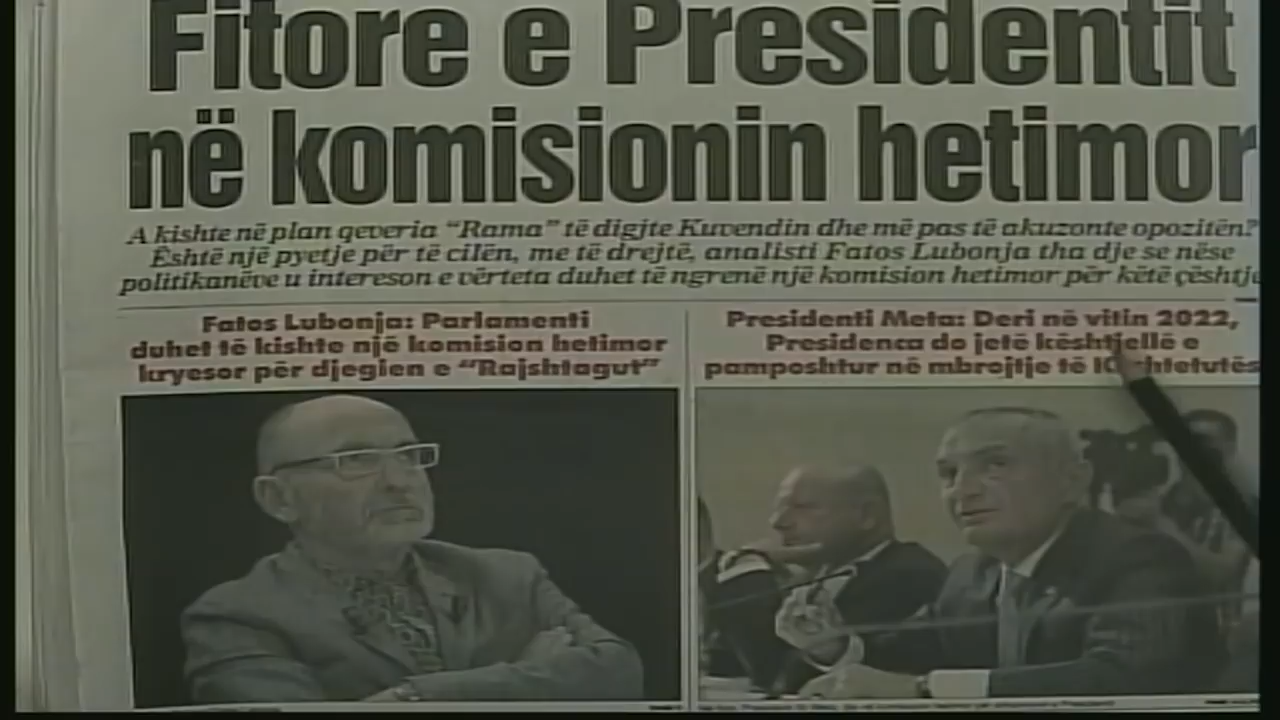 Fitore e Presidentit
në komisionin hetimor
A kishte në plan qeveria “Rama” të digjte Kuvendin dhe më pas të akuzonte opozitën?
Është një pyetje për të cilën, me të drejtë, analisti Fatos Lubonja tha dje se nëse
politikanëve u intereson e vërteta duhet të ngrenë një komision hetimor për këtë çështje
Fatos Lubonja: Parlamenti
duhet të kishte një komision hetimor
kryesor për djegien e “Rajshtagut”
Presidenti Meta: Deri në vitin 2022,
Presidenca do jetë kështjellë e
pamposhtur në mbrojtje të